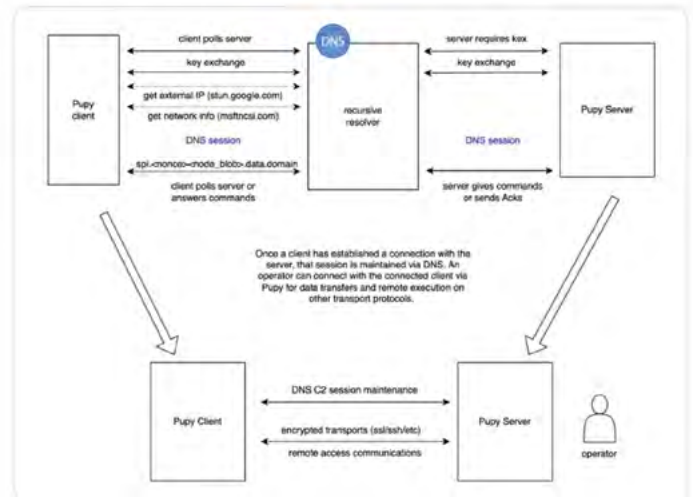 client polls server
DNS
server requires kex
key exchange
key exchange
get external IP (stun.google.com)
get network info (msftncsi.com)
Pupy
client
recursive
resolver
Pupy Server
DNS session
DNS session
spi.<nonce><node_blob>.data.domain
client polls server or
answers commands
server gives commands
or sends Acks
Once a client has established a connection with the
server, that session is maintained via DNS. An
operator can connect with the connected client via
Pupy for data transfers and remote execution on
other transport protocols.
DNS C2 session maintenance
Pupy Client
Pupy Server
encrypted transports (ssl/ssh/etc)
remote access communications
operator